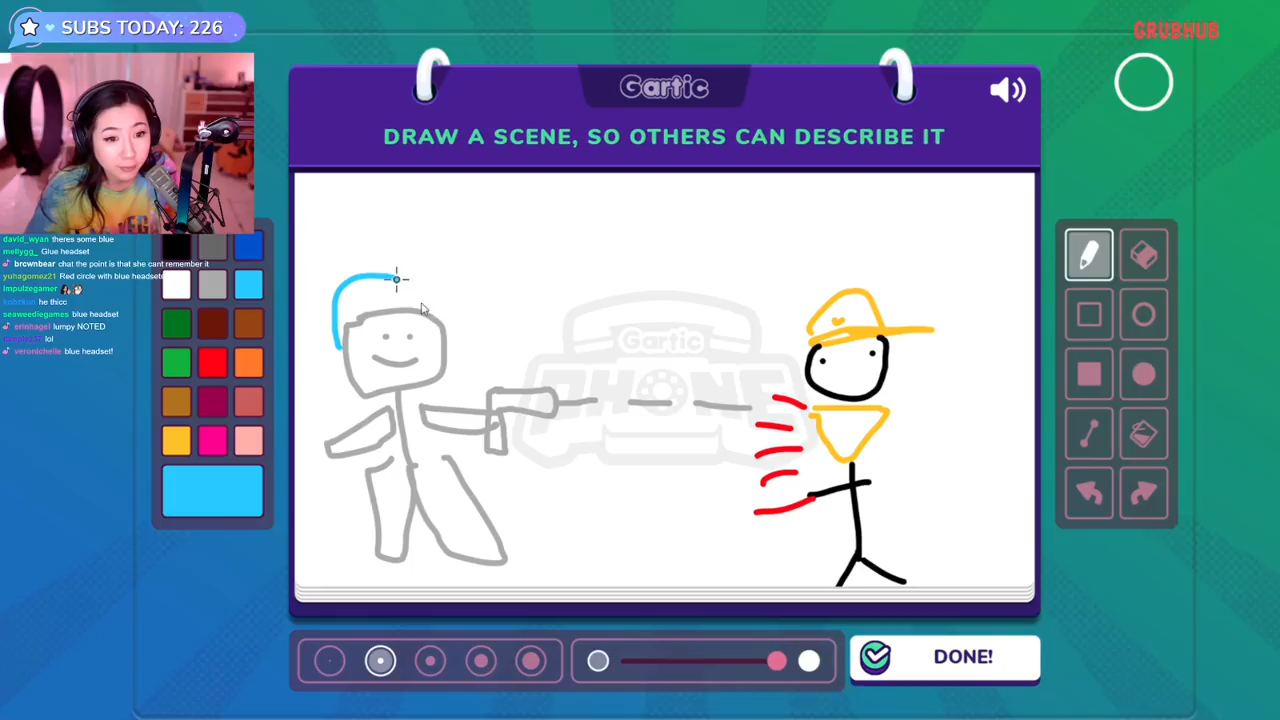 SUBS TODAY: 226
GRUBHUB
Gartic
DRAW A SCENE, SO OTHERS CAN DESCRIBE IT
david_wyan theres some blue
mellygg_ Glue headset
brcwnbear chat the point is that she cant remember it
yuhagomez21 Red circle with blue headsets
impulzegamer
he thicc
seaweediegames blue headset
erinhagel lumpy NOTED
lol
veronichelle blue headset!
Gartic
PHONE
DONE!